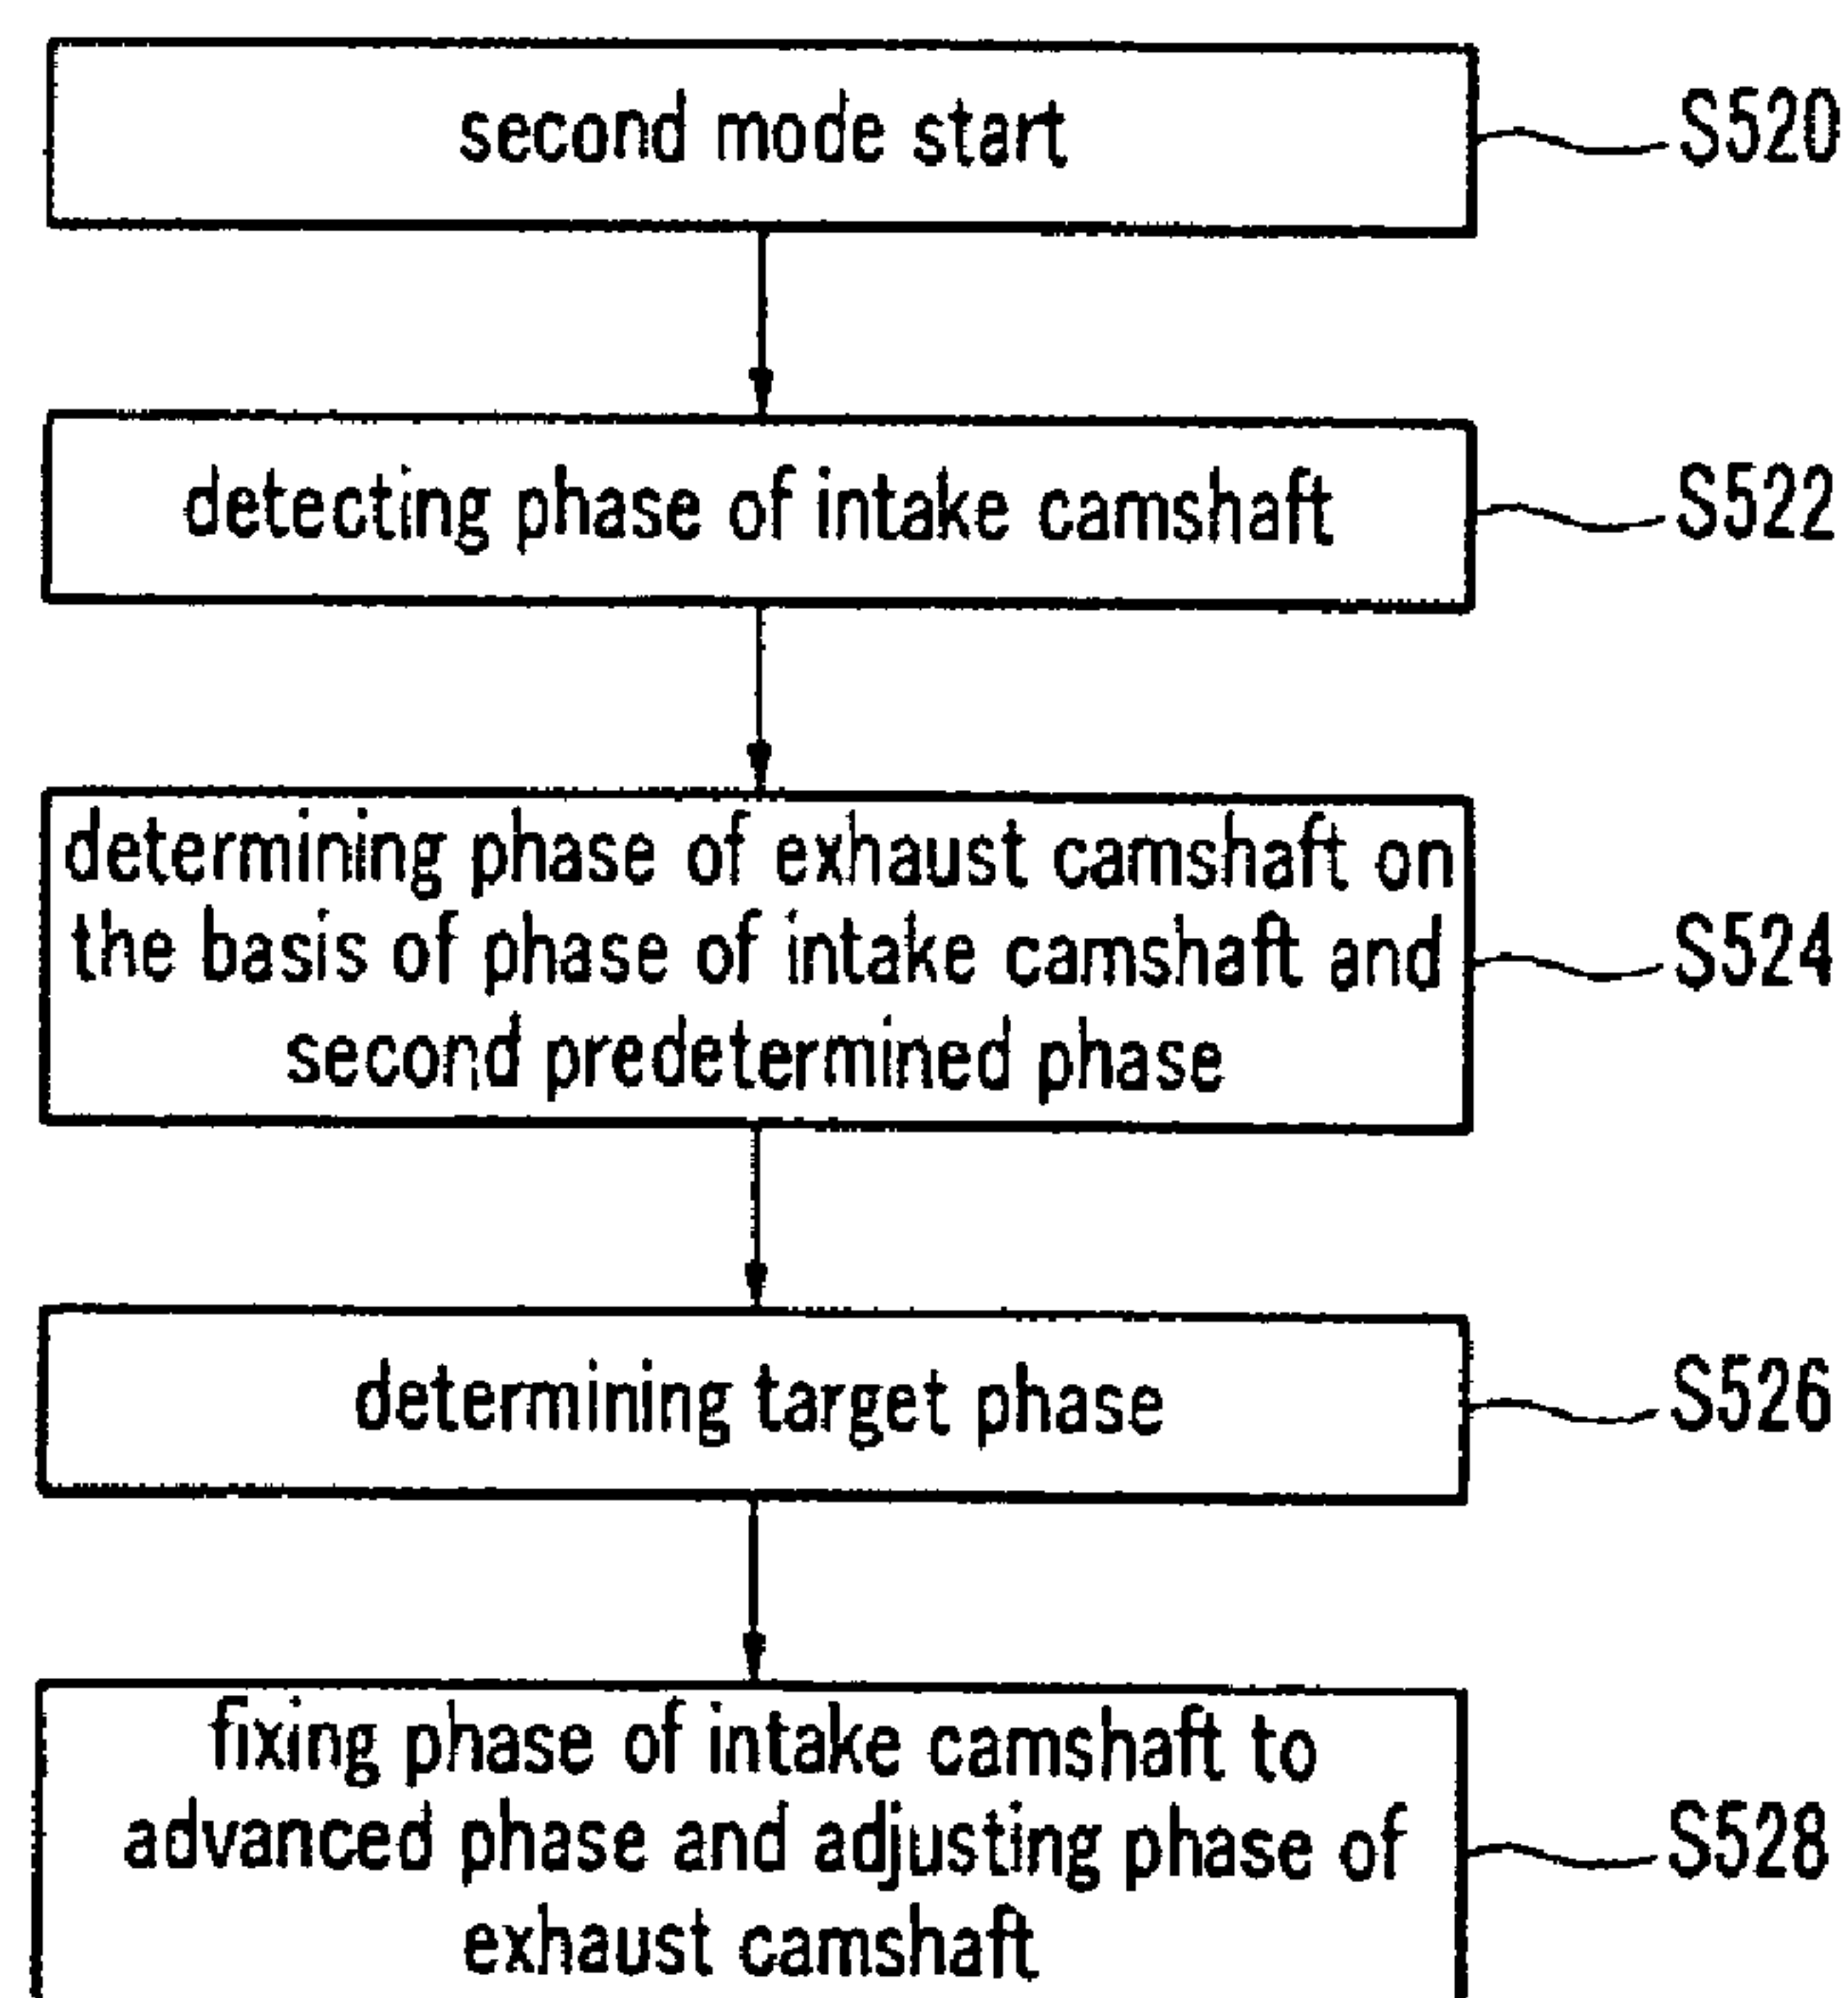 second mode start
S520
detecting phase of intake camshaft
S522
determining phase of exhaust camshaft on
the basis of phase of intake camshaft and
second predetermined phase
S524
determining target phase
S526
fixing phase of intake camshaft to
advanced phase and adjusting phase of
exhaust camshaft
S528